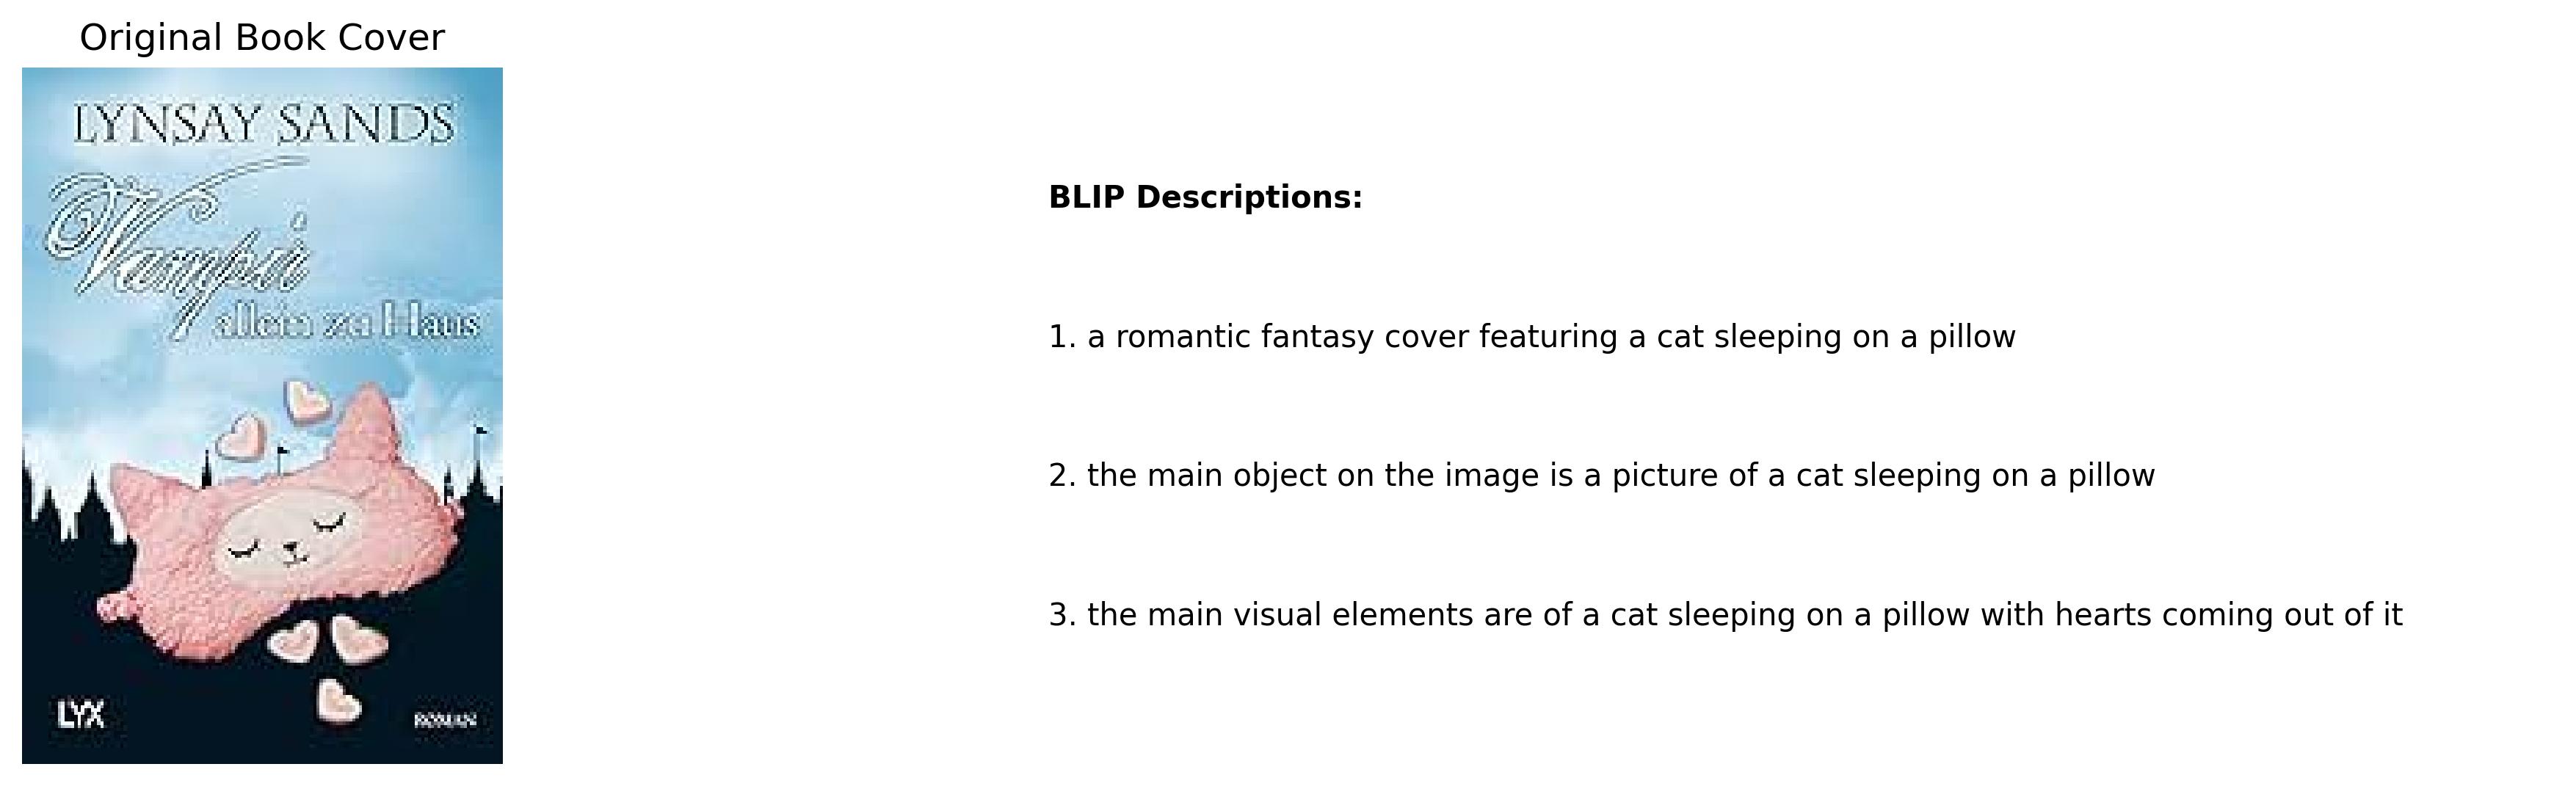 Original Book Cover
LYNSAY SANDS
Vampir
allein zu Haus
LYX
ROMAN
BLIP Descriptions:
1. a romantic fantasy cover featuring a cat sleeping on a pillow
2. the main object on the image is a picture of a cat sleeping on a pillow
3. the main visual elements are of a cat sleeping on a pillow with hearts coming out of it